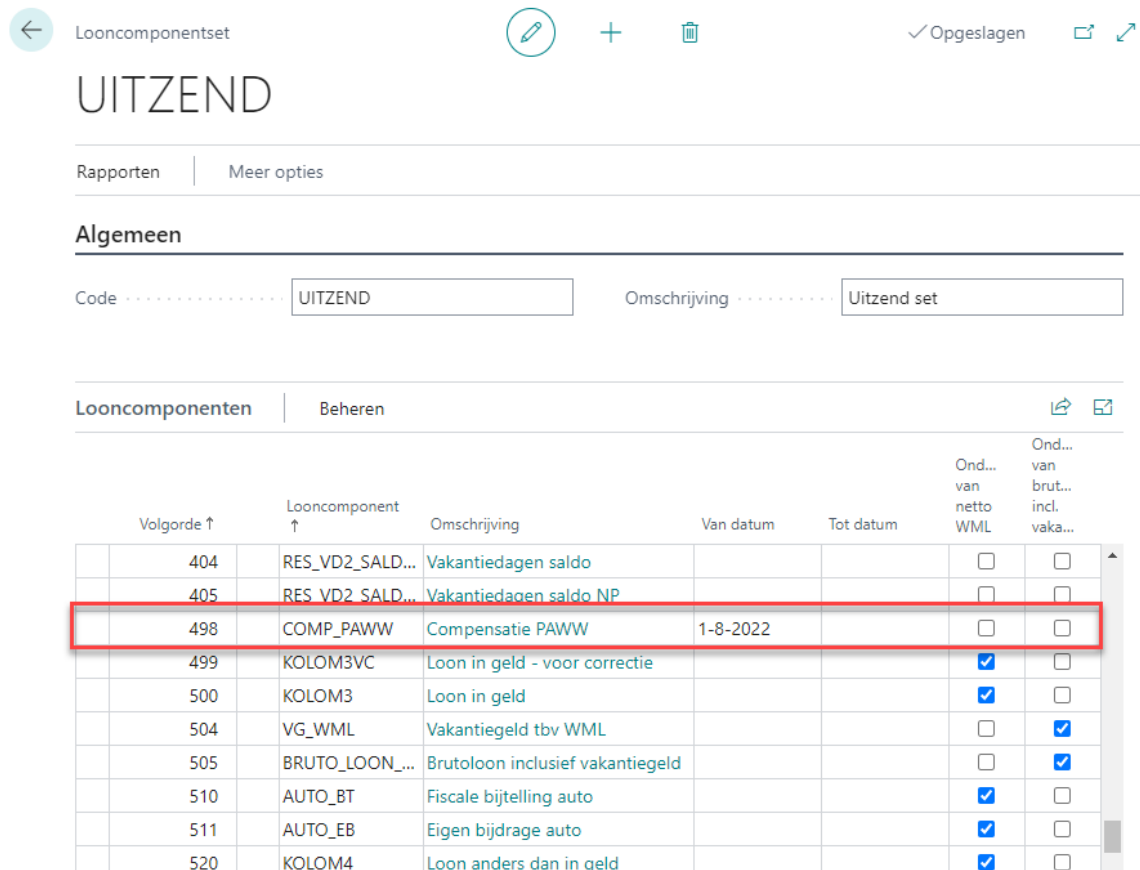 Looncomponentset
Opgeslagen
UITZEND
Rapporten Meer opties
Algemeen
Code UITZEND Omschrijving Uitzend set
Looncomponenten Beheren
Volgorde ↑ Looncomponent ↑ Omschrijving Van datum Tot datum Ond... van netto WML Ond... van brut... incl. vaka...
404 RES_VD2_SALD... Vakantiedagen saldo
405 RES_VD2_SALD... Vakantiedagen saldo NP
498 COMP_PAWW Compensatie PAWW 1-8-2022
499 KOLOM3VC Loon in geld - voor correctie
500 KOLOM3 Loon in geld
504 VG_WML Vakantiegeld tbv WML
505 BRUTO_LOON_... Brutoloon inclusief vakantiegeld
510 AUTO_BT Fiscale bijtelling auto
511 AUTO_EB Eigen bijdrage auto
520 KOLOM4 Loon anders dan in geld